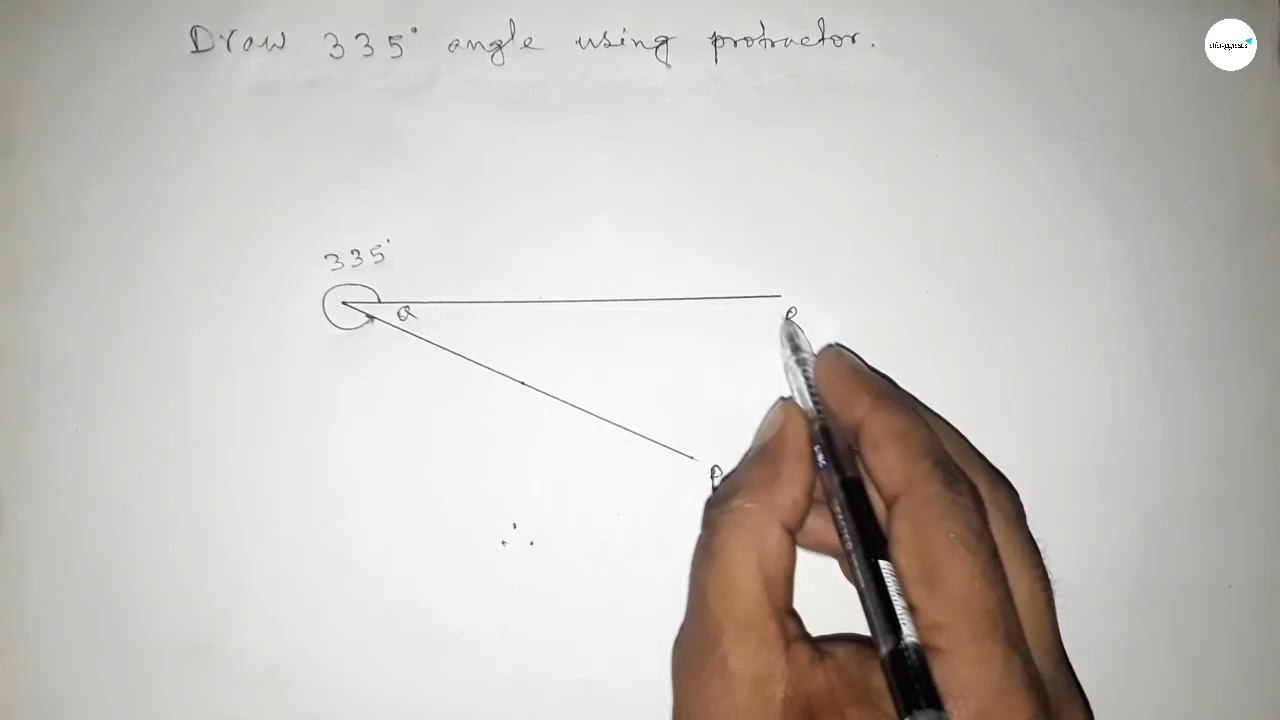 Draw 335° angle using protractor.
335°
Q
P
∴